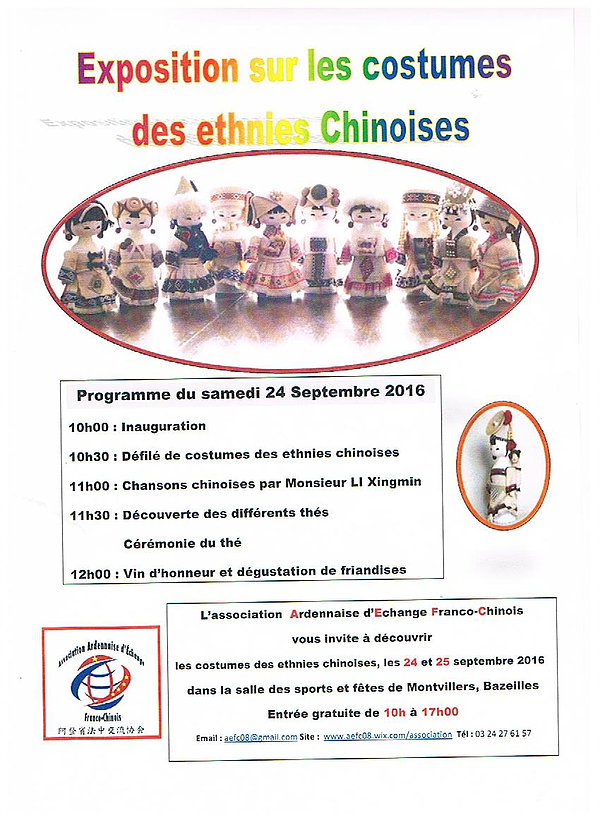 Exposition sur les costumes
des ethnies Chinoises
Programme du samedi 24 Septembre 2016
10h00 : Inauguration
10h30 : Défilé de costumes des ethnies chinoises
11h00 : Chansons chinoises par Monsieur LI Xingmin
11h30 : Découverte des différents thés
Cérémonie du thé
12h00 : Vin d'honneur et dégustation de friandises
Association Ardennaise d'Echange
Franco-Chinois
阿登省法中交流协会
L'association Ardennaise d'Echange Franco-Chinois
vous invite à découvrir
les costumes des ethnies chinoises, les 24 et 25 septembre 2016
dans la salle des sports et fêtes de Montvillers, Bazeilles
Entrée gratuite de 10h à 17h00
Email : aefc08@gmail.com Site : www.aefc08.wix.com/association Tél : 03 24 27 61 57